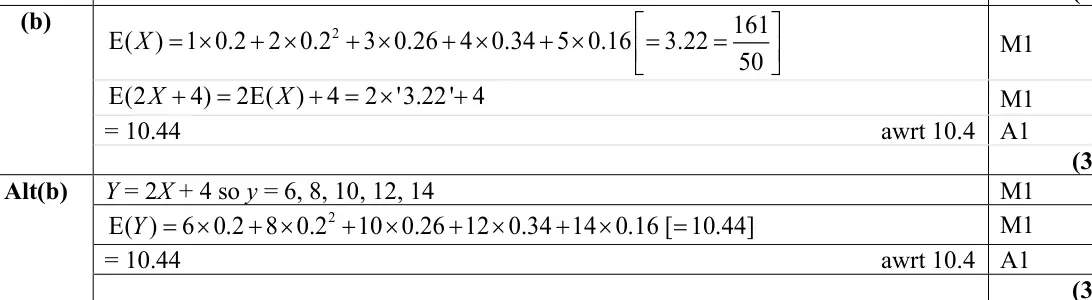 (b) E(X) = 1×0.2 + 2×0.2² + 3×0.26 + 4×0.34 + 5×0.16 [= 3.22 = 161/50] M1
E(2X + 4) = 2E(X) + 4 = 2×'3.22'+ 4 M1
= 10.44 awrt 10.4 A1
(3
Alt(b) Y = 2X + 4 so y = 6, 8, 10, 12, 14 M1
E(Y) = 6×0.2 + 8×0.2² + 10×0.26 + 12×0.34 + 14×0.16 [= 10.44] M1
= 10.44 awrt 10.4 A1
(3